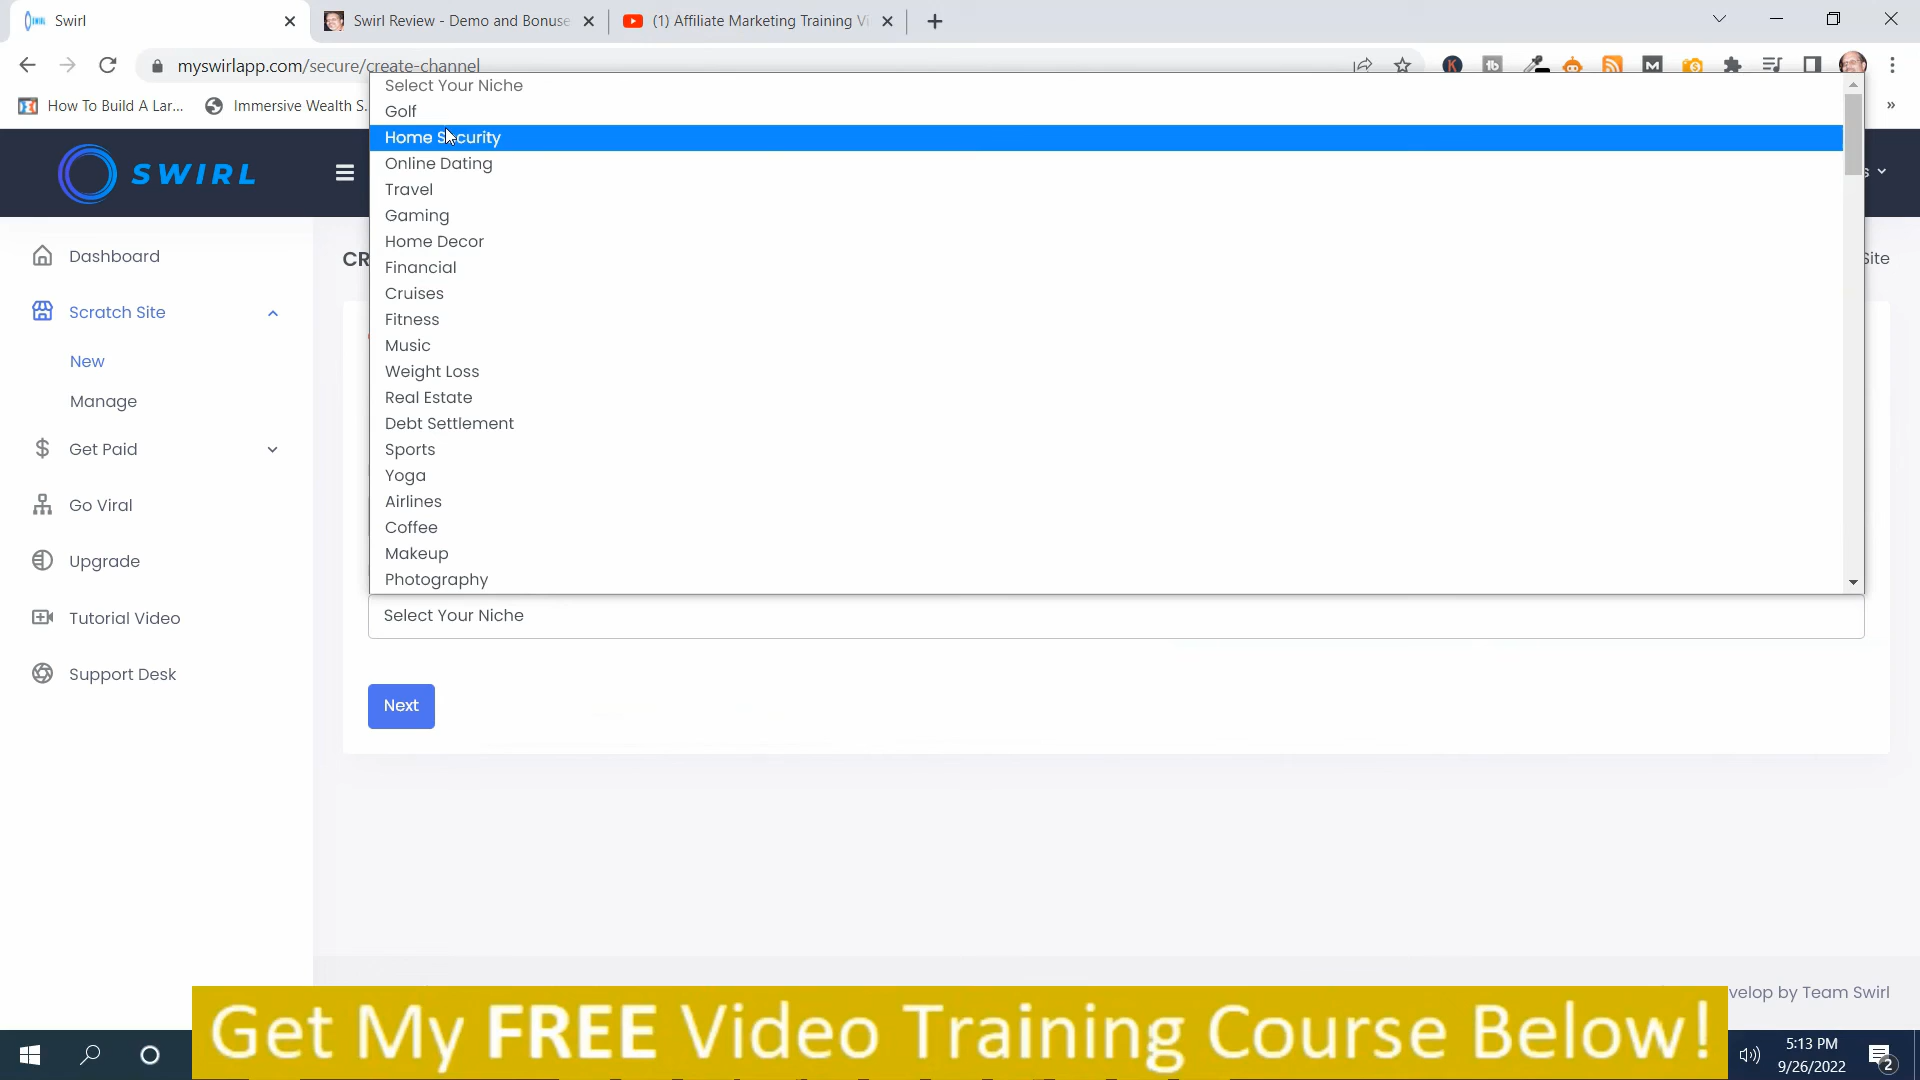 Swirl
Swirl Review - Demo and Bonuse
(1) Affiliate Marketing Training Vi
myswirlapp.com/secure/create-channel
How To Build A Lar...
Immersive Wealth S.
»
SWIRL
s
Dashboard
Scratch Site
New
Manage
Get Paid
Go Viral
Upgrade
Tutorial Video
Support Desk
CR
Site
Select Your Niche
Golf
Home Security
Online Dating
Travel
Gaming
Home Decor
Financial
Cruises
Fitness
Music
Weight Loss
Real Estate
Debt Settlement
Sports
Yoga
Airlines
Coffee
Makeup
Photography
Select Your Niche
Next
velop by Team Swirl
Get My FREE Video Training Course Below!
5:13 PM
9/26/2022
2